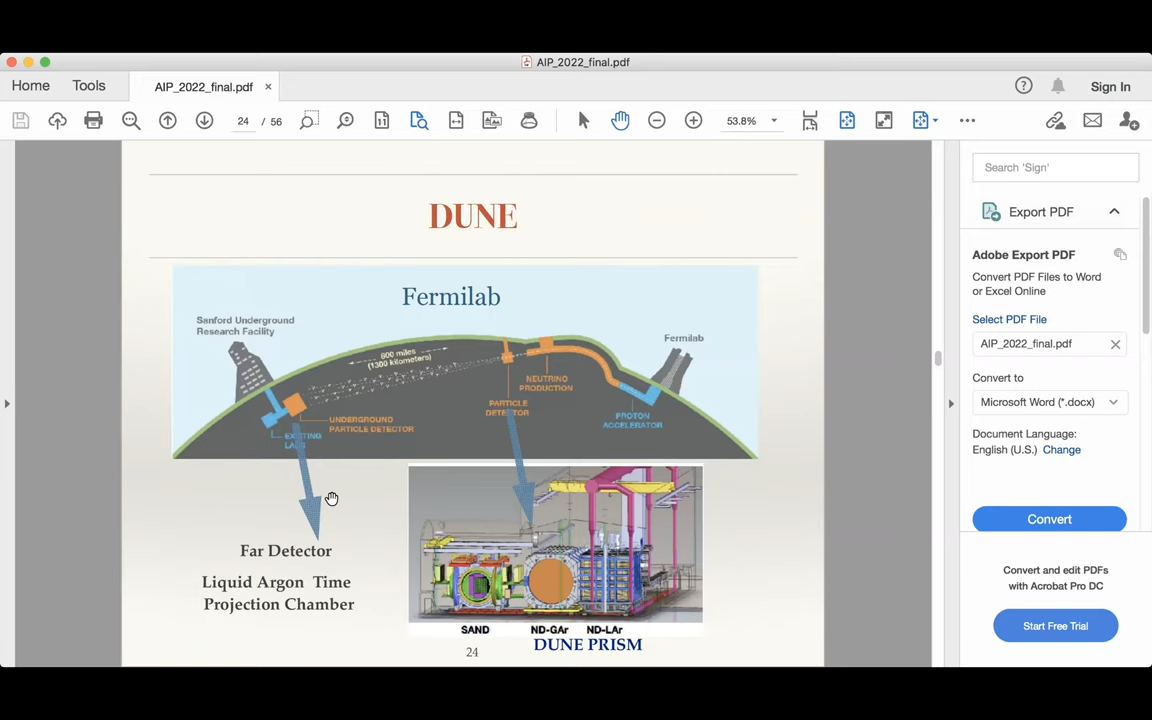 AIP_2022_final.pdf
Home
Tools
AIP_2022_final.pdf ×
Sign In
24 / 56
53.8%
Search 'Sign'
Export PDF
Adobe Export PDF
Convert PDF Files to Word
or Excel Online
Select PDF File
AIP_2022_final.pdf
Convert to
Microsoft Word (*.docx)
Document Language:
English (U.S.) Change
Convert
Convert and edit PDFs
with Acrobat Pro DC
Start Free Trial
DUNE
Fermilab
Sanford Underground
Research Facility
800 miles
(1300 kilometers)
Fermilab
NEUTRINO
PRODUCTION
PARTICLE
DETECTOR
PROTON
ACCELERATOR
UNDERGROUND
PARTICLE DETECTOR
EXISTING
LABS
Far Detector
Liquid Argon Time
Projection Chamber
SAND ND-GAr ND-LAr
DUNE PRISM
24